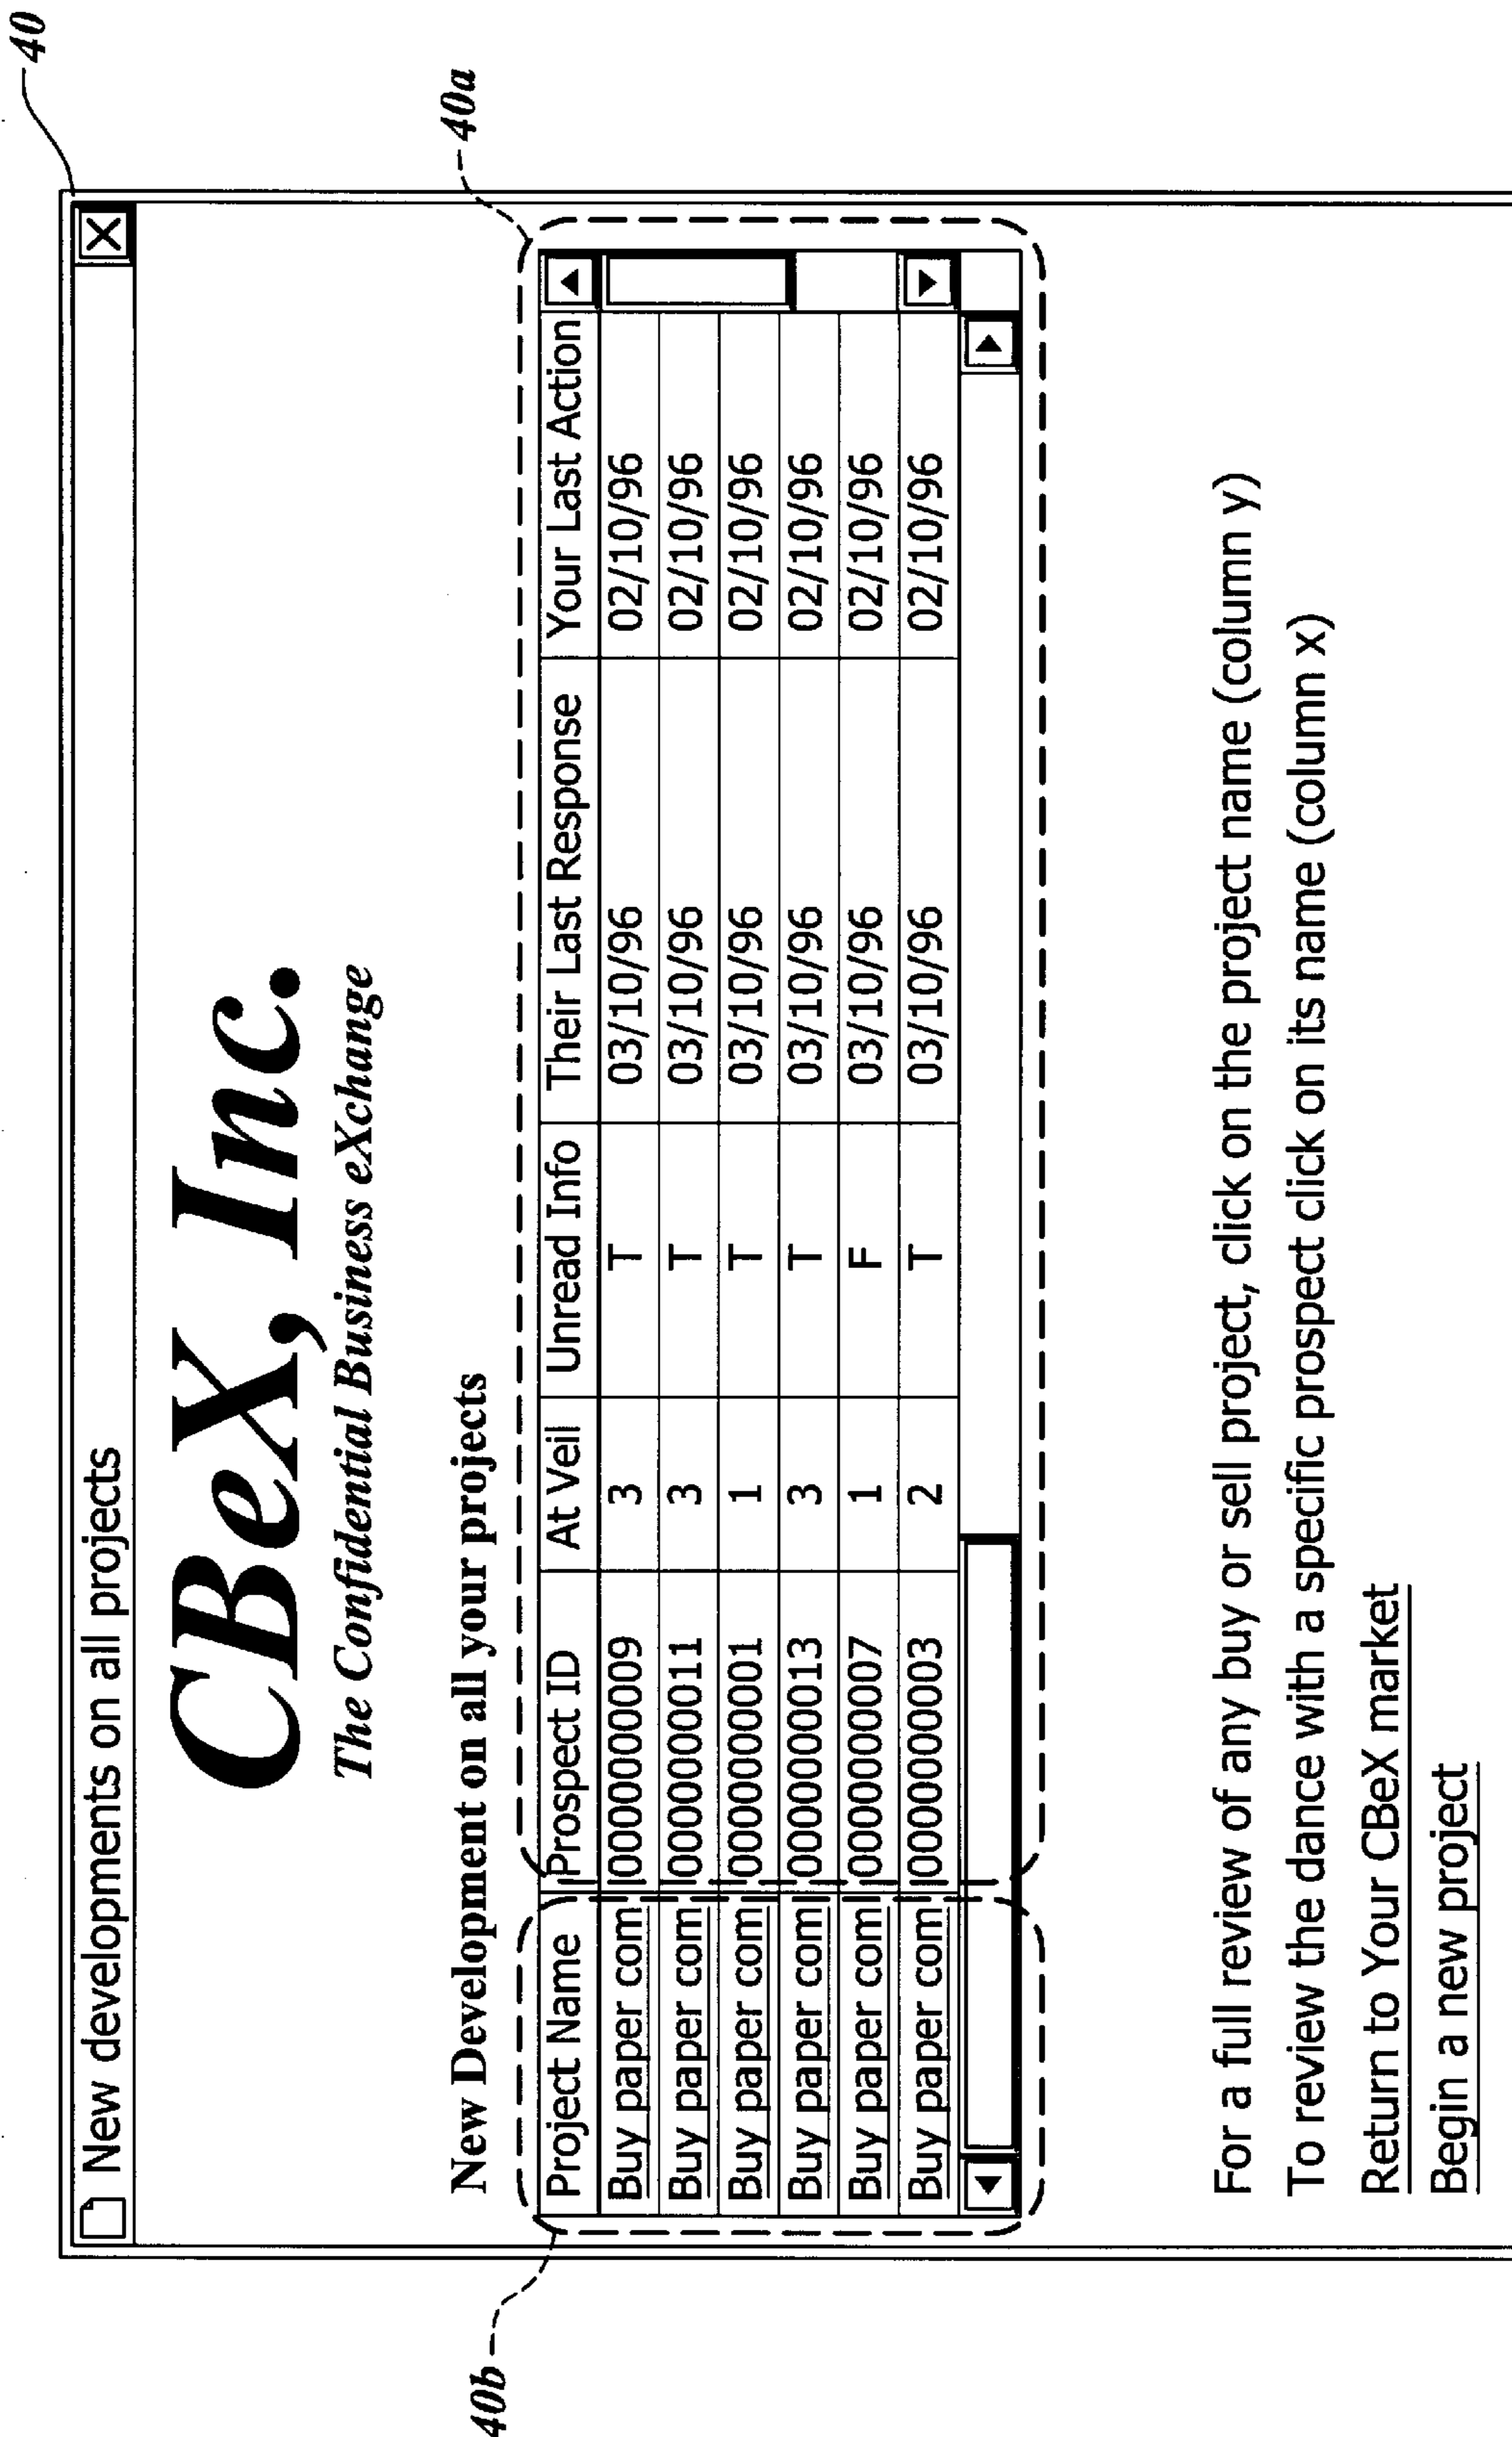 40
New developments on all projects
CBeX, Inc.
The Confidential Business eXchange
New Development on all your projects
40a
40b
Project Name Prospect ID At Veil Unread Info Their Last Response Your Last Action
Buy paper com 0000000009 3 T 03/10/96 02/10/96
Buy paper com 0000000011 3 T 03/10/96 02/10/96
Buy paper com 0000000001 1 T 03/10/96 02/10/96
Buy paper com 0000000013 3 T 03/10/96 02/10/96
Buy paper com 0000000007 1 F 03/10/96 02/10/96
Buy paper com 0000000003 2 T 03/10/96 02/10/96
For a full review of any buy or sell project, click on the project name (column y)
To review the dance with a specific prospect click on its name (column x)
Return to Your CBeX market
Begin a new project